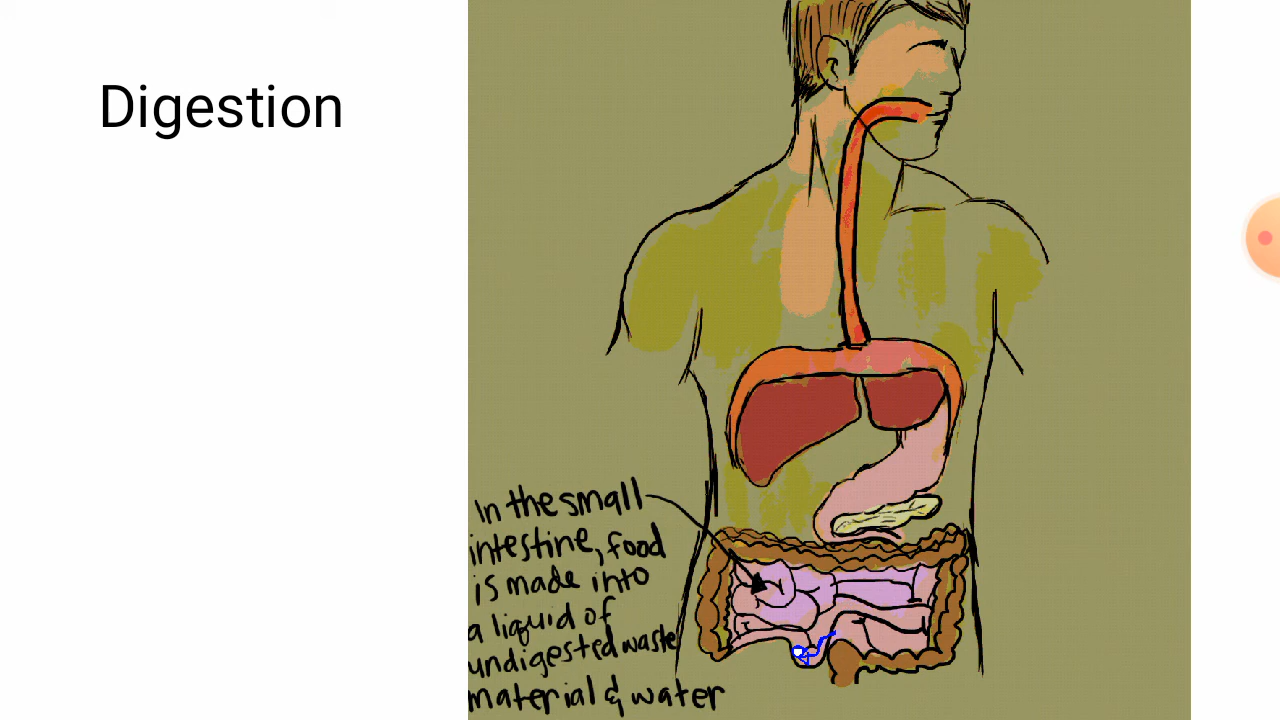 Digestion
In the small
intestine, food
is made into
a liquid of
undigested waste
material & water